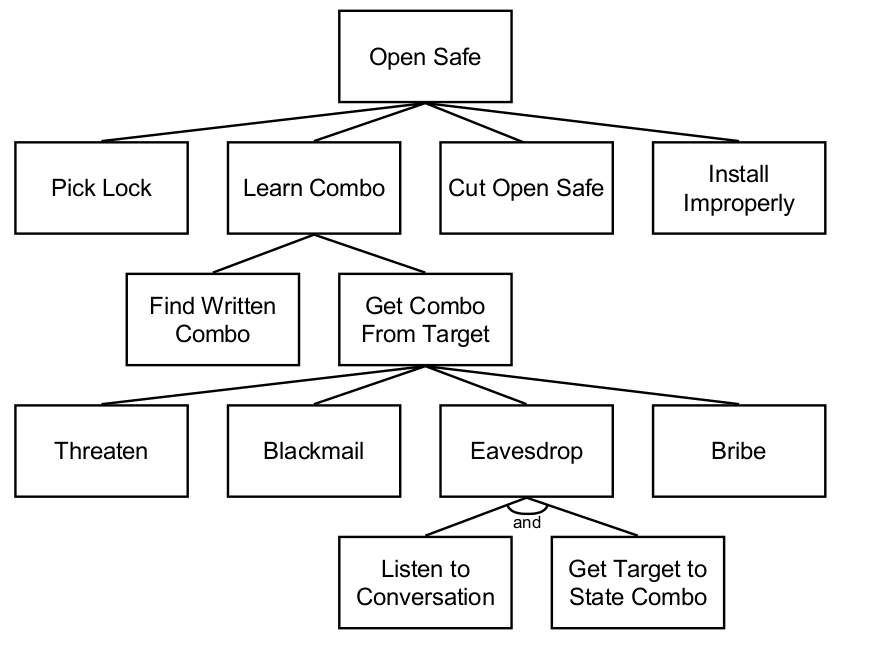 Open Safe
Pick Lock
Learn Combo
Cut Open Safe
Install
Improperly
Find Written
Combo
Get Combo
From Target
Threaten
Blackmail
Eavesdrop
Bribe
and
Listen to
Conversation
Get Target to
State Combo